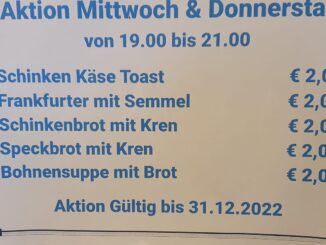 Aktion Mittwoch & Donnersta
von 19.00 bis 21.00
Schinken Käse Toast € 2,0
Frankfurter mit Semmel € 2,0
Schinkenbrot mit Kren € 2,0
Speckbrot mit Kren € 2,0
Bohnensuppe mit Brot € 2,0
Aktion Gültig bis 31.12.2022